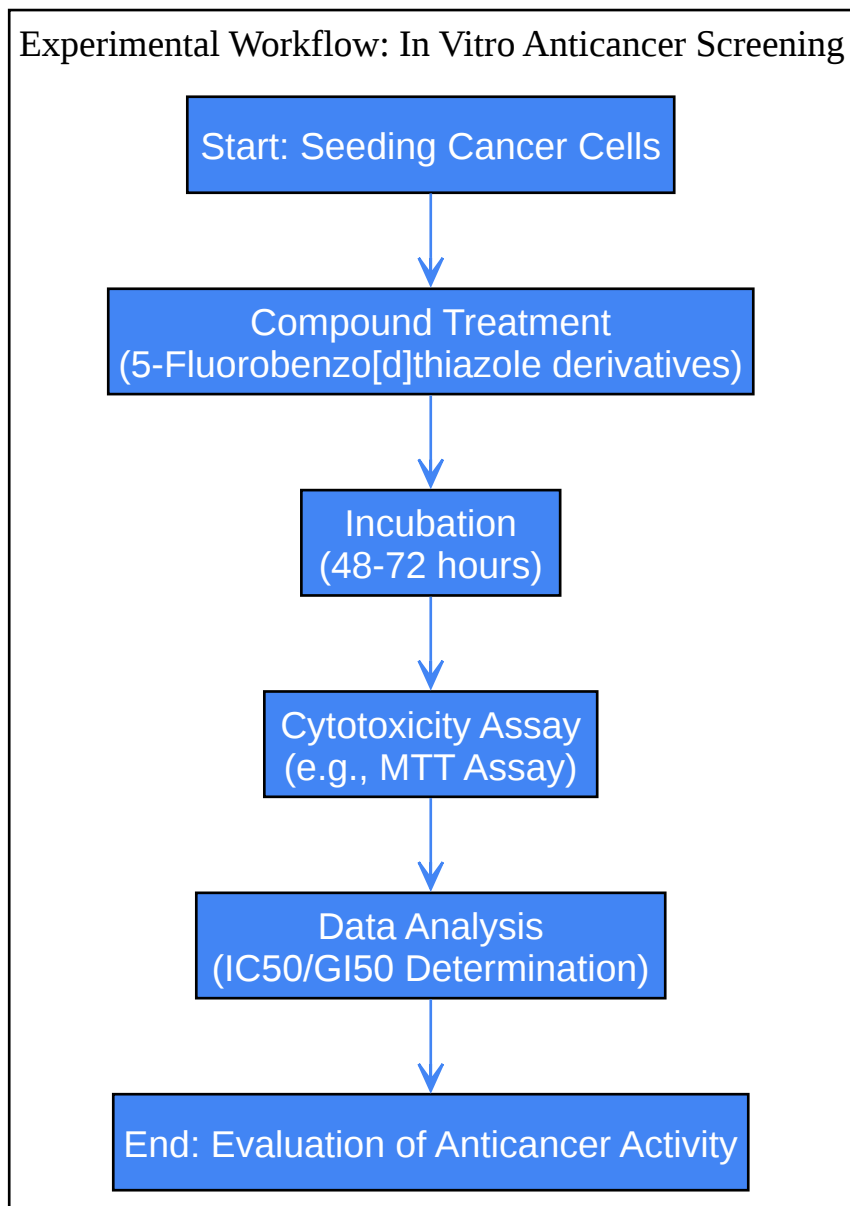 Experimental Workflow: In Vitro Anticancer Screening
Start: Seeding Cancer Cells
Compound Treatment
(5-Fluorobenzo[d]thiazole derivatives)
Incubation
(48-72 hours)
Cytotoxicity Assay
(e.g., MTT Assay)
Data Analysis
(IC50/GI50 Determination)
End: Evaluation of Anticancer Activity